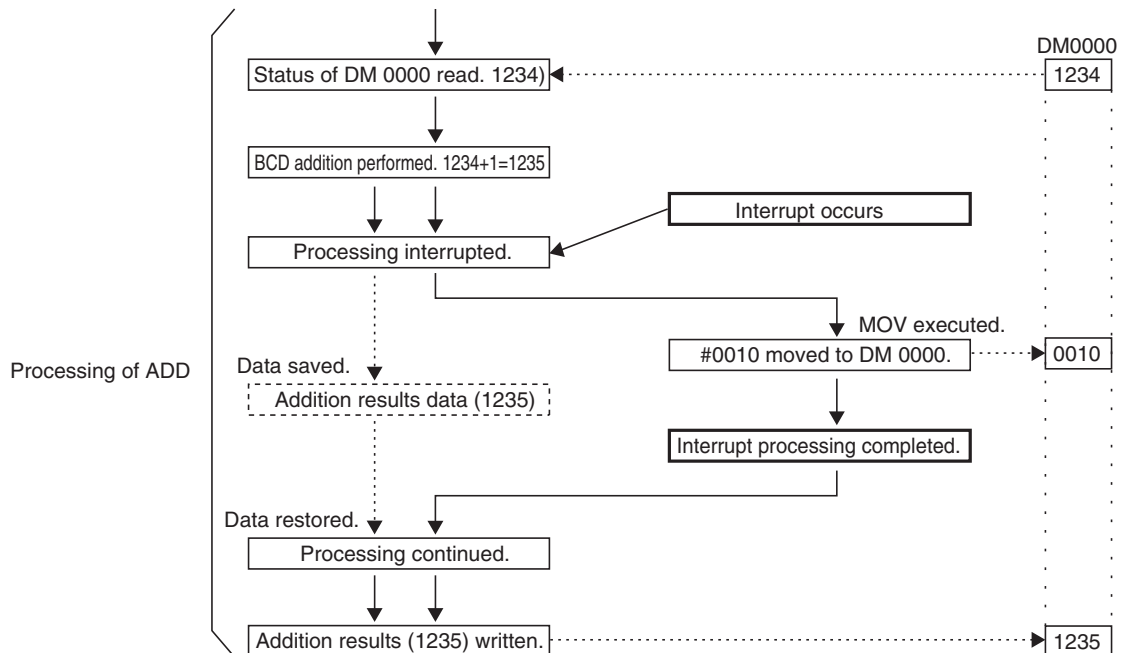 DM0000
Status of DM 0000 read. 1234)
1234
BCD addition performed. 1234+1=1235
Interrupt occurs
Processing interrupted.
MOV executed.
#0010 moved to DM 0000.
0010
Processing of ADD
Data saved.
Addition results data (1235)
Interrupt processing completed.
Data restored.
Processing continued.
Addition results (1235) written.
1235